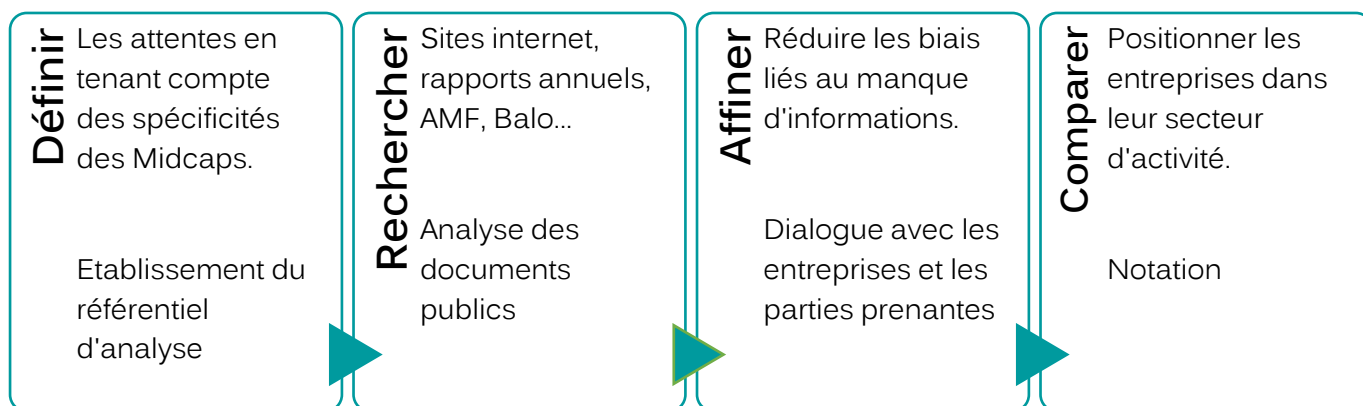 Définir
Les attentes en
tenant compte
des spécificités
des Midcaps.
Etablissement du
référentiel
d'analyse
Rechercher
Sites internet,
rapports annuels,
AMF, Balo...
Analyse des
documents
publics
Affiner
Réduire les biais
liés au manque
d'informations.
Dialogue avec les
entreprises et les
parties prenantes
Comparer
Positionner les
entreprises dans
leur secteur
d'activité.
Notation